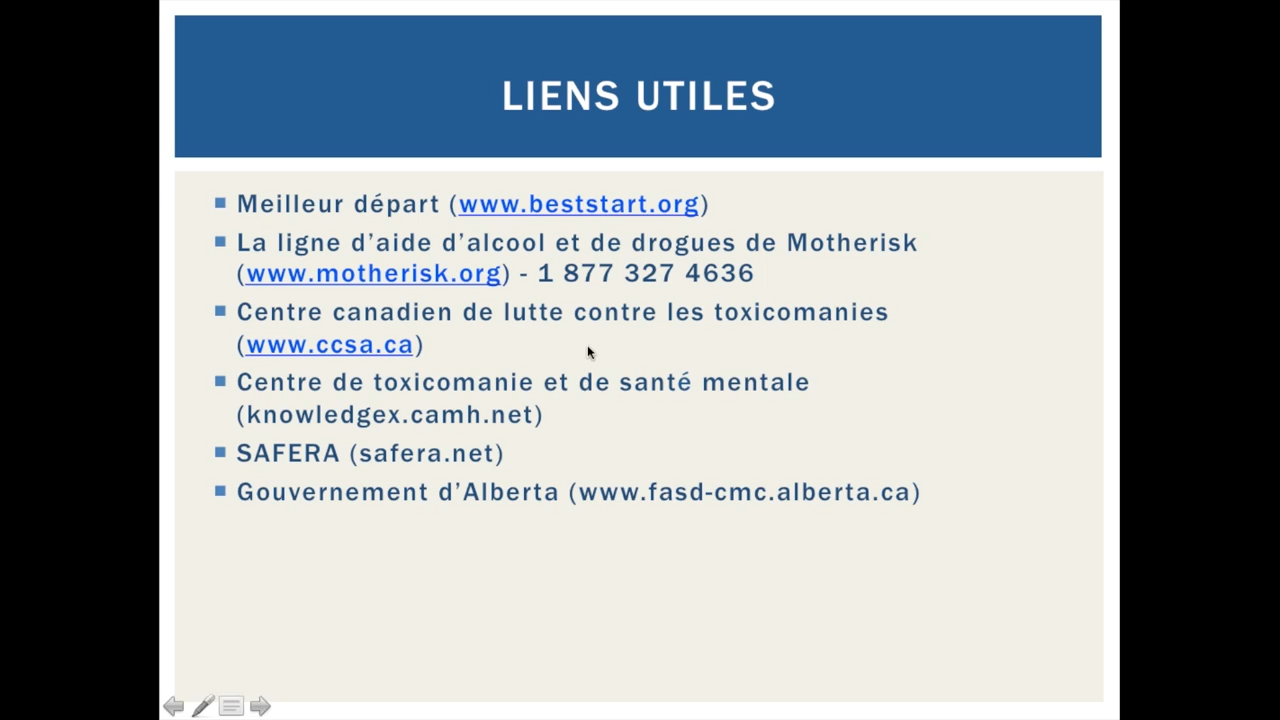 LIENS UTILES
Meilleur départ (www.beststart.org)
La ligne d’aide d’alcool et de drogues de Motherisk
(www.motherisk.org) - 1 877 327 4636
Centre canadien de lutte contre les toxicomanies
(www.ccsa.ca)
Centre de toxicomanie et de santé mentale
(knowledgex.camh.net)
SAFERA (safera.net)
Gouvernement d’Alberta (www.fasd-cmc.alberta.ca)